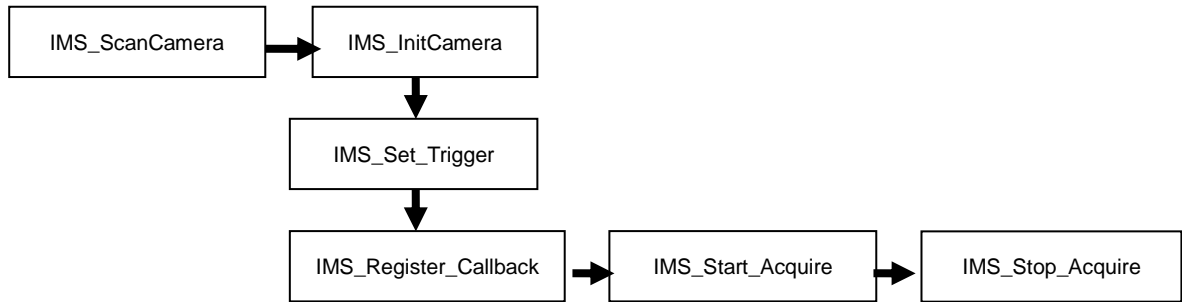 IMS_ScanCamera
IMS_InitCamera
IMS_Set_Trigger
IMS_Register_Callback
IMS_Start_Acquire
IMS_Stop_Acquire